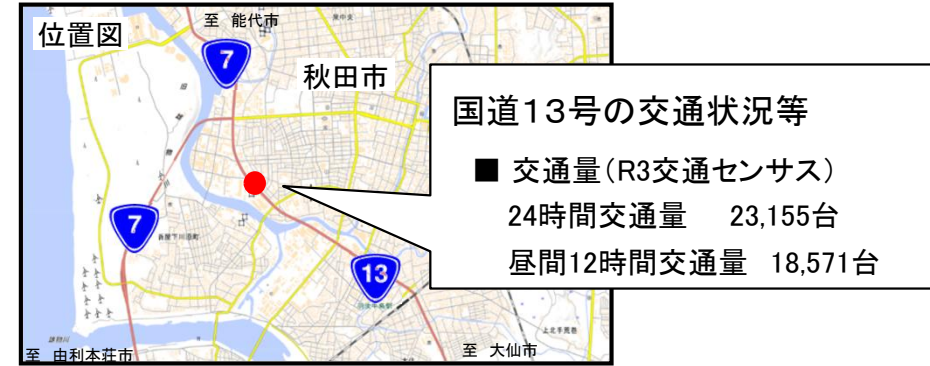 位置図
至 能代市
7
秋田市
国道13号の交通状況等
■ 交通量(R3交通センサス)
24時間交通量 23,155台
昼間12時間交通量 18,571台
7
13
至 由利本荘市
至 大仙市